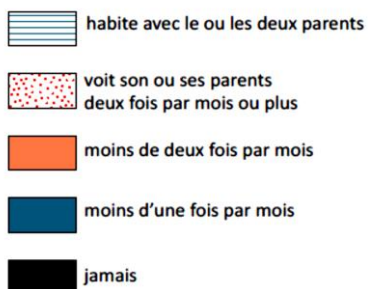 habite avec le ou les deux parents
voit son ou ses parents
deux fois par mois ou plus
moins de deux fois par mois
moins d’une fois par mois
jamais